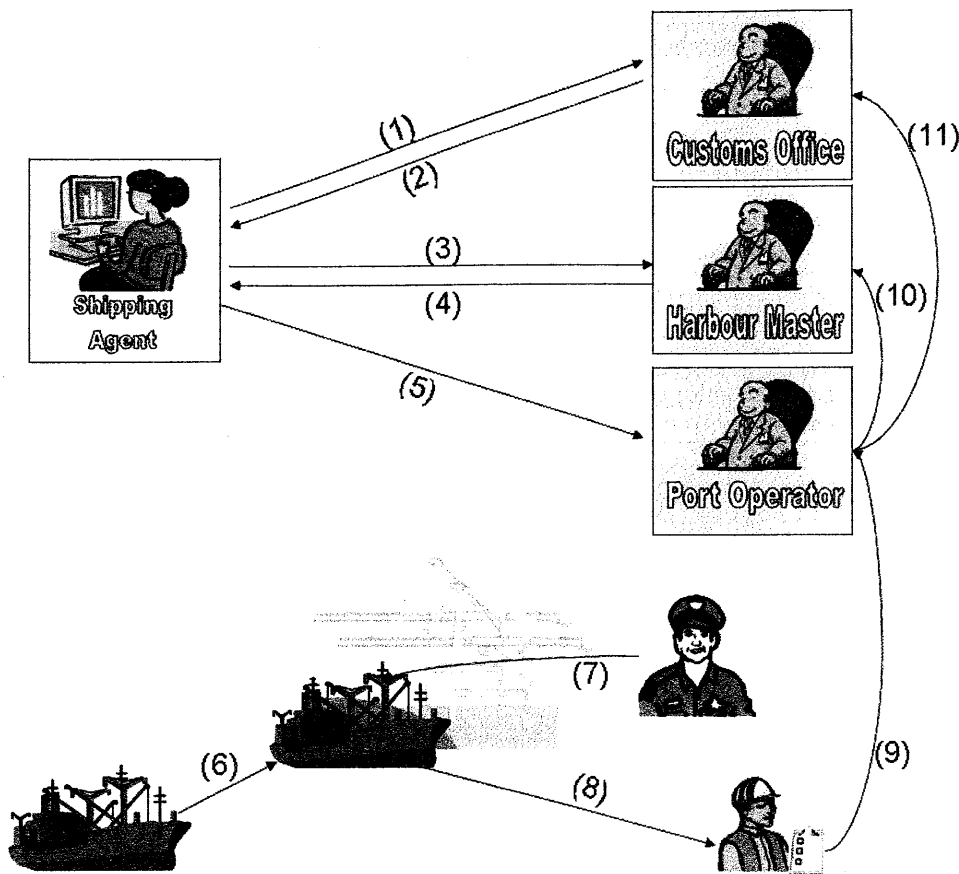 (1)
Customs Office
(11)
(2)
(3)
Shipping
Agent
(4)
Harbour Master
(10)
(5)
Port Operator
(7)
(6)
(8)
(9)